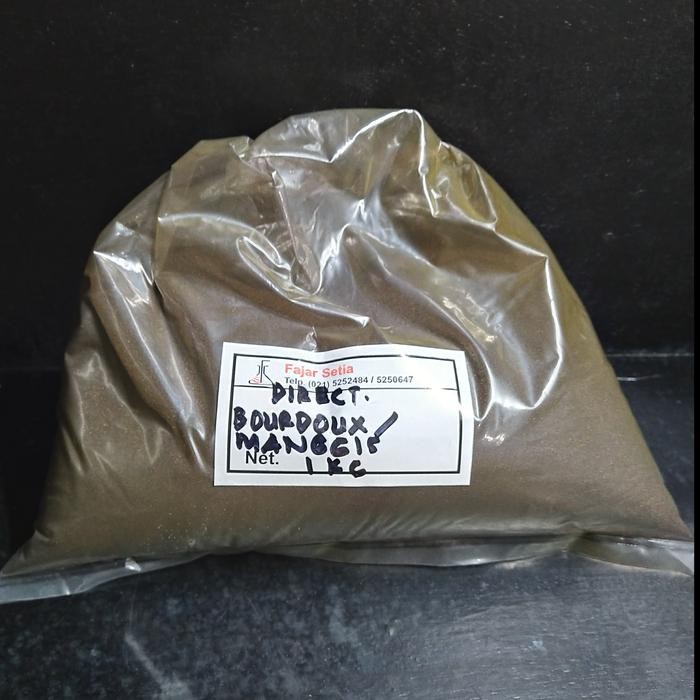 Fajar Setia
Telp. (021) 5252484 / 5250647
DIRECT.
BOURDOUX /
MANGGIS
Net. 1 KG